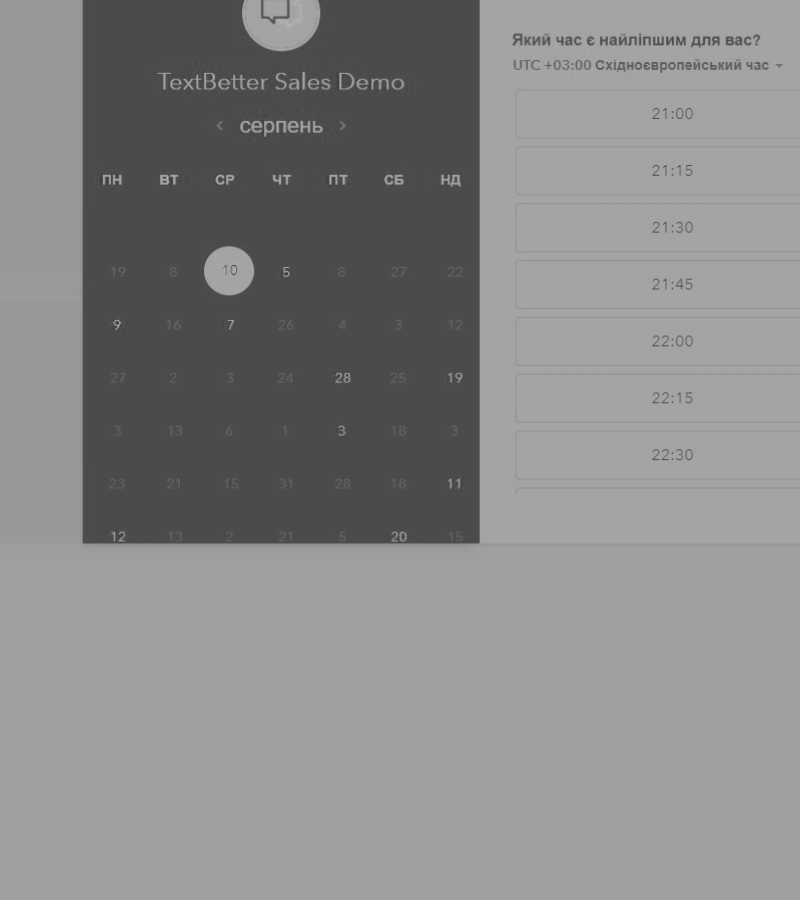 TextBetter Sales Demo
‹ серпень ›
ПН ВТ СР ЧТ ПТ СБ НД
19 8 10 5 8 27 22
9 16 7 26 4 3 12
27 2 3 24 28 25 19
3 13 6 1 3 18 3
23 21 15 31 28 18 11
12 13 2 21 5 20 15
Який час є найліпшим для вас?
UTC +03:00 Східноєвропейський час
21:00
21:15
21:30
21:45
22:00
22:15
22:30